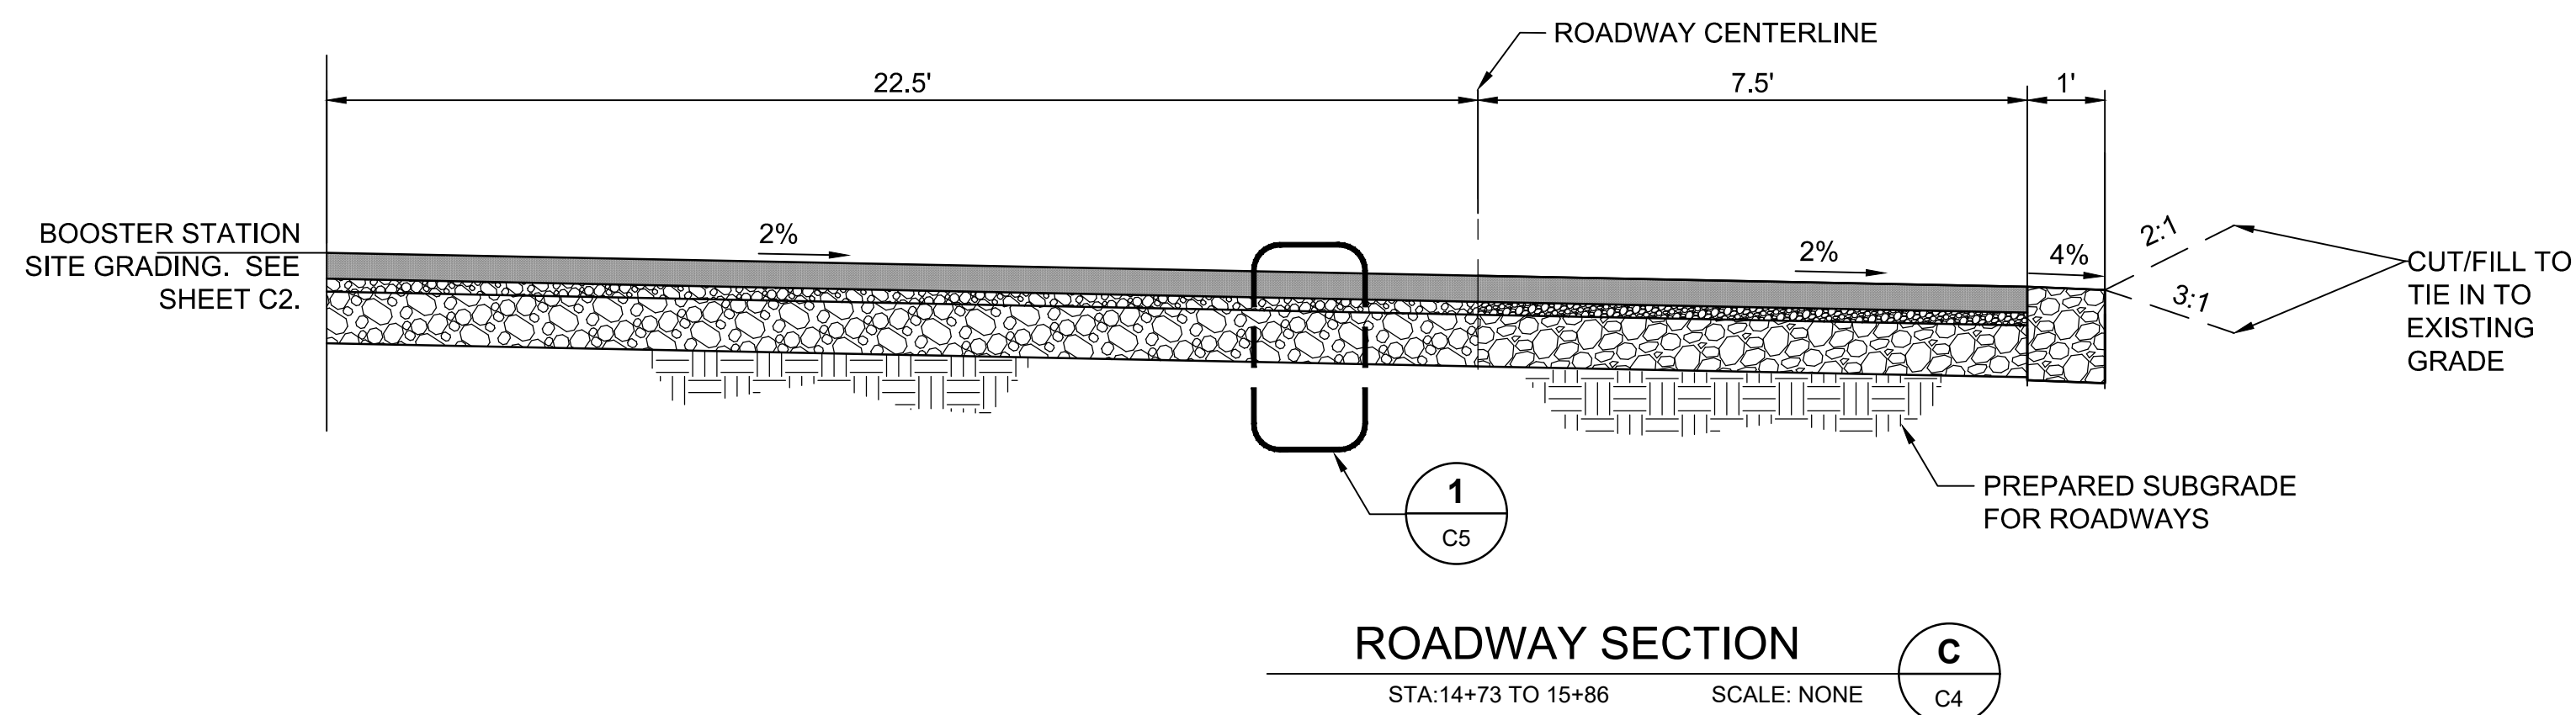 ROADWAY CENTERLINE
22.5'
7.5'
1'
BOOSTER STATION
SITE GRADING.  SEE
SHEET C2.
2%
2%
4%
2:1
3:1
CUT/FILL TO
TIE IN TO
EXISTING
GRADE
1
C5
PREPARED SUBGRADE
FOR ROADWAYS
ROADWAY SECTION
C
STA:14+73 TO 15+86
SCALE: NONE
C4